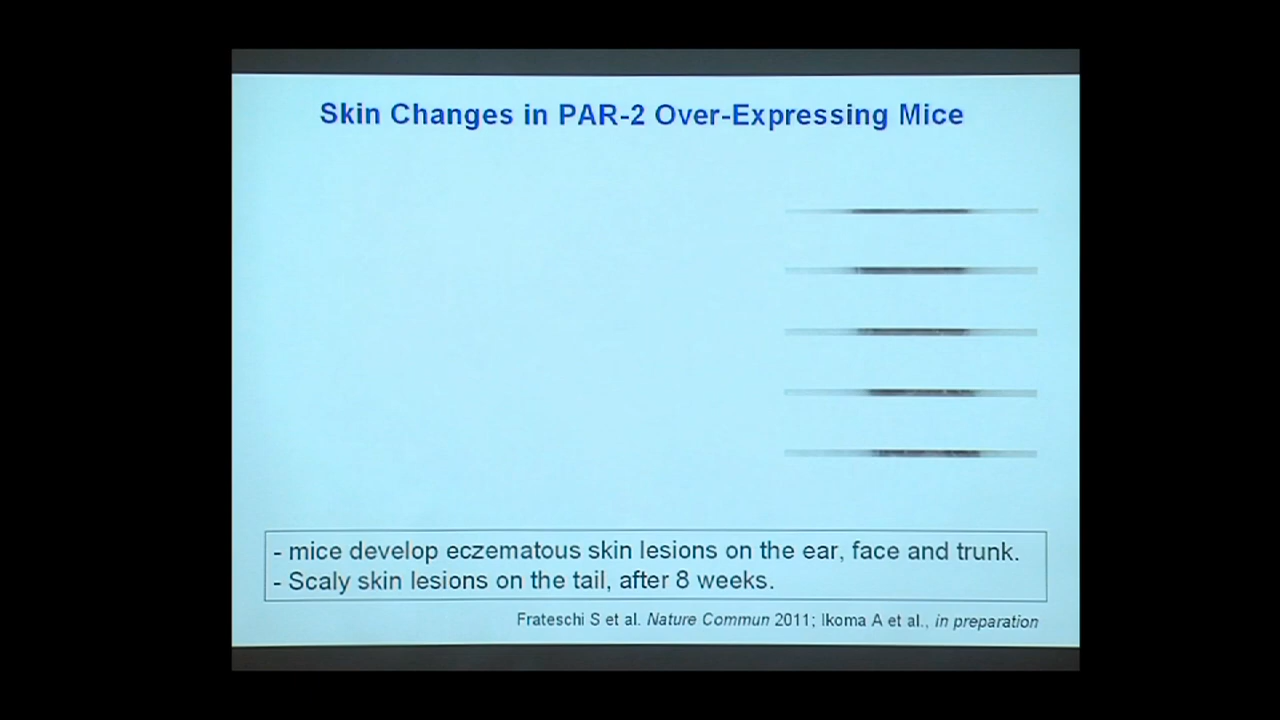 Skin Changes in PAR-2 Over-Expressing Mice
- mice develop eczematous skin lesions on the ear, face and trunk.
- Scaly skin lesions on the tail, after 8 weeks.
Frateschi S et al. Nature Commun 2011; Ikoma A et al., in preparation